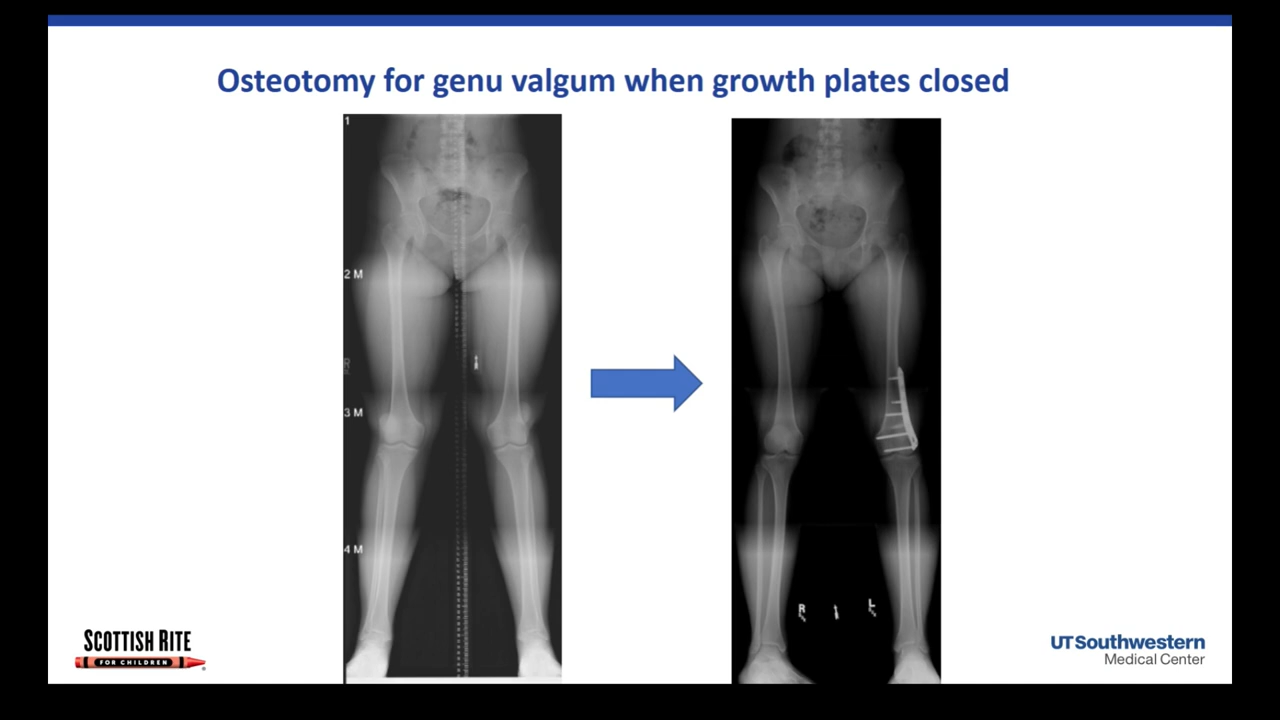 Osteotomy for genu valgum when growth plates closed
1
2 M
3 M
4 M
R
L
SCOTTISH RITE
FOR CHILDREN
UTSouthwestern
Medical Center